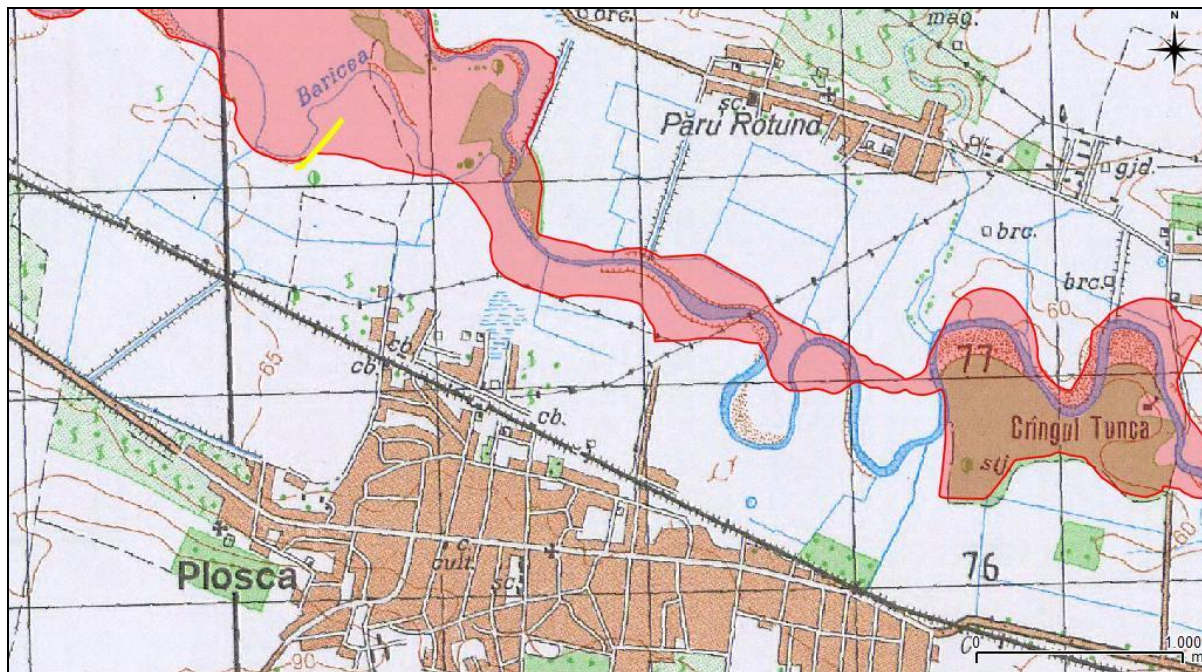 orc.
mag.
N
Baricea
sc.
Păru Rotund
gjd.
brc.
brc.
60
77
65
cb.
cb.
cb.
Crîngul Tunca
stj
60
c.
cult.
sc.
76
Plosca
C
90
0 1.000
m